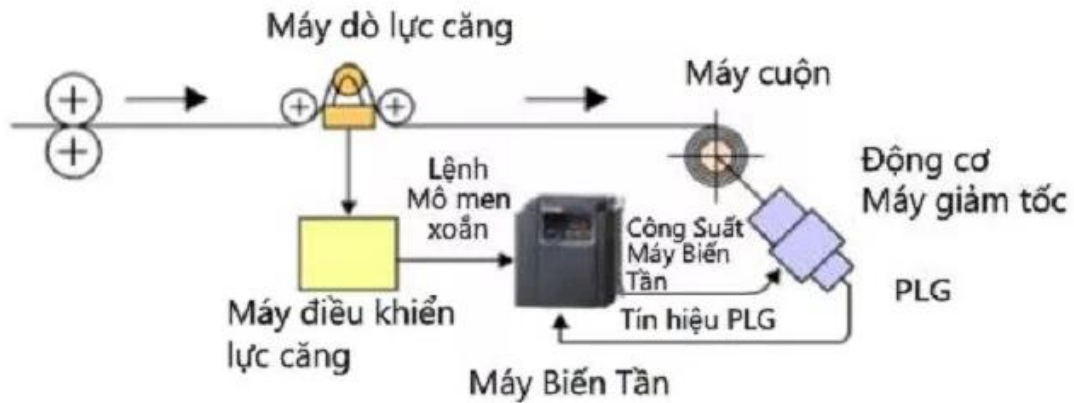 Máy dò lực căng
Máy cuộn
Động cơ
Máy giảm tốc
Lệnh
Mô men
xoắn
Công Suất
Máy Biến
Tần
PLG
Tín hiệu PLG
Máy điều khiển
lực căng
Máy Biến Tần